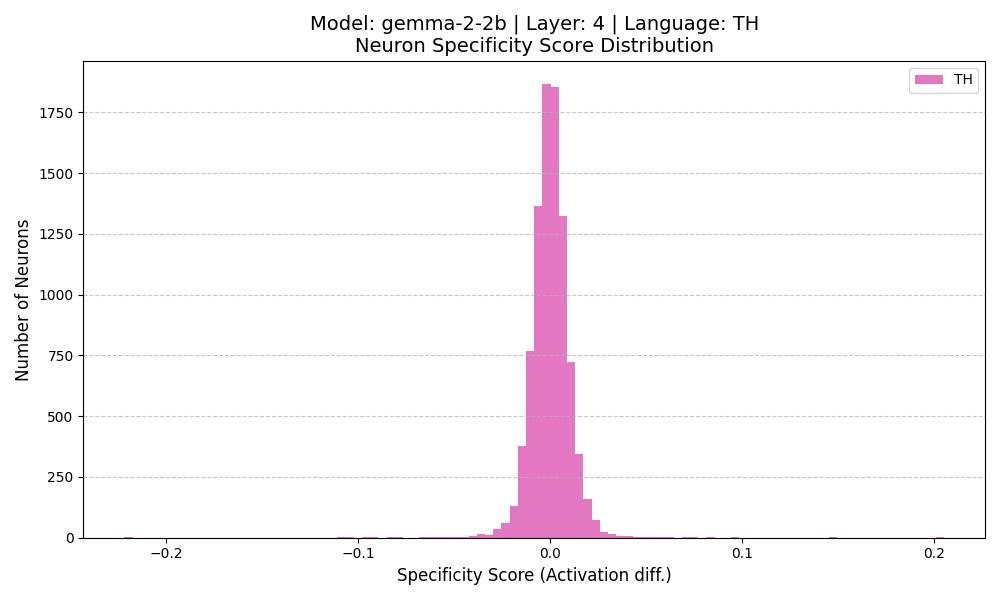 Model: gemma-2-2b | Layer: 4 | Language: TH
Neuron Specificity Score Distribution
TH
1750
1500
1250
1000
750
500
250
0
Number of Neurons
−0.2
−0.1
0.0
0.1
0.2
Specificity Score (Activation diff.)